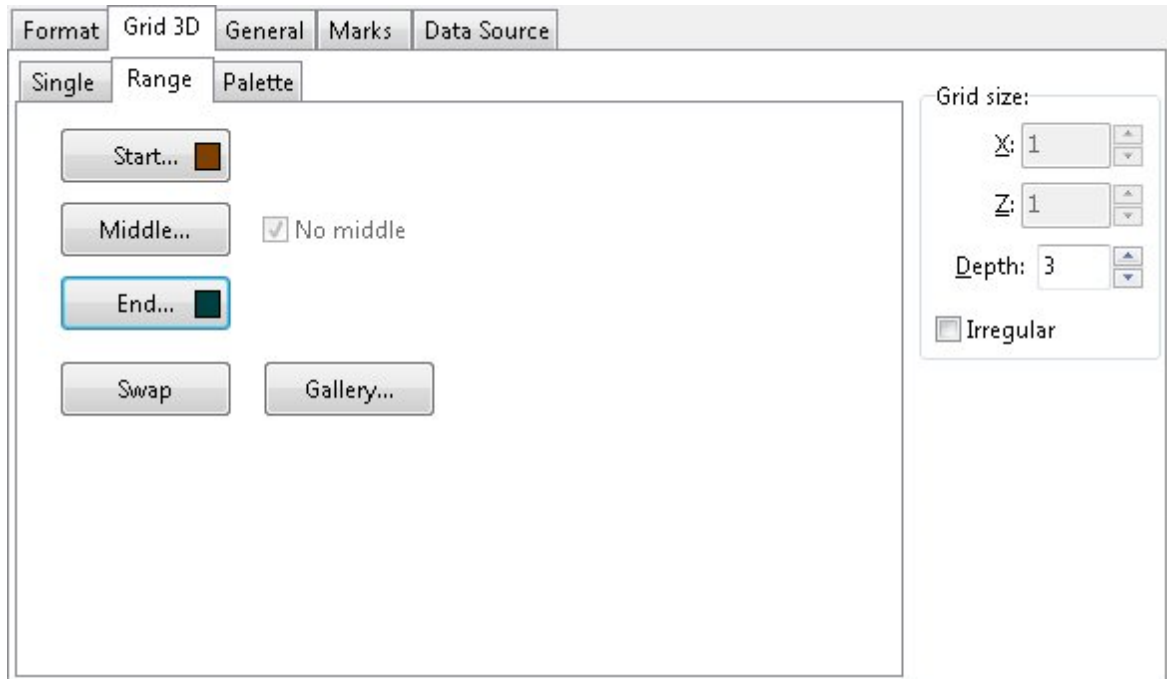 Format Grid 3D General Marks Data Source
Single Range Palette
Start...
Middle... No middle
End...
Swap Gallery...
Grid size:
X: 1
Z: 1
Depth: 3
Irregular